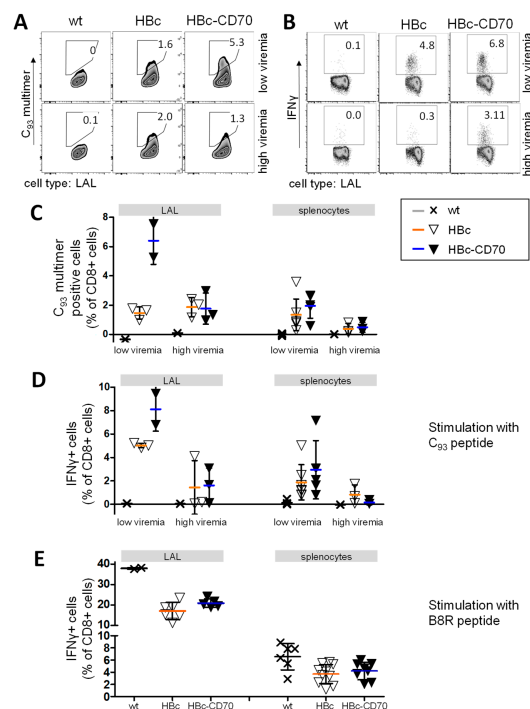 A
wt
HBc
HBc-CD70
0
1.6
5.3
low viremia
C93 multimer
0.1
2.0
1.3
high viremia
cell type: LAL
B
wt
HBc
HBc-CD70
0.1
4.8
6.8
low viremia
IFNγ
0.0
0.3
3.11
high viremia
cell type: LAL
wt
HBc
HBc-CD70
C
LAL
splenocytes
C93 multimer
positive cells
(% of CD8+ cells)
8
6
4
2
0
low viremia
high viremia
low viremia
high viremia
D
LAL
splenocytes
IFNγ+ cells
(% of CD8+ cells)
10
8
6
4
2
0
low viremia
high viremia
low viremia
high viremia
Stimulation with
C93 peptide
E
LAL
splenocytes
IFNγ+ cells
(% of CD8+ cells)
40
30
20
10
10
8
6
4
2
0
wt
HBc
HBc-CD70
wt
HBc
HBc-CD70
Stimulation with
B8R peptide